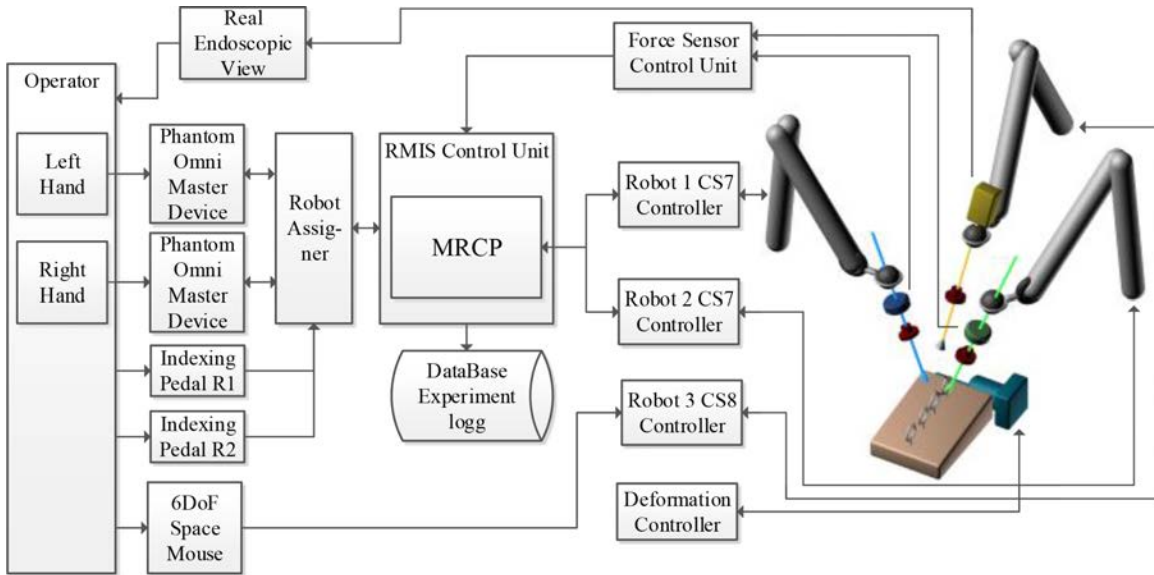 Real
Endoscopic
View
Force Sensor
Control Unit
Operator
Left
Hand
Phantom
Omni
Master
Device
Right
Hand
Phantom
Omni
Master
Device
Robot
Assig-
ner
RMIS Control Unit
MRCP
Robot 1 CS7
Controller
Robot 2 CS7
Controller
Indexing
Pedal R1
Indexing
Pedal R2
DataBase
Experiment
logg
Robot 3 CS8
Controller
6DoF
Space
Mouse
Deformation
Controller